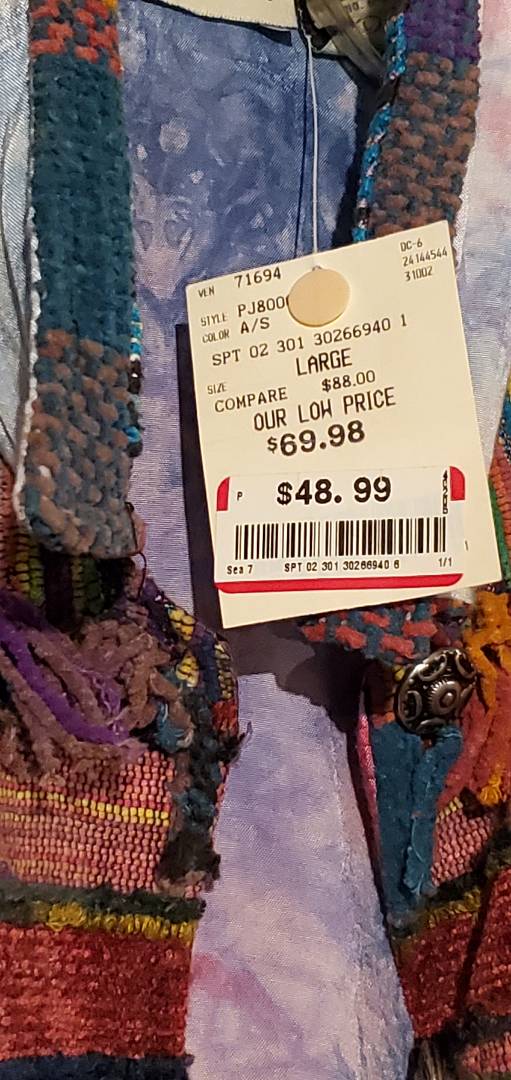 DC-6
24144544
31002
VEN 71694
STYLE PJ800
COLOR A/S
SPT 02 301 30266940 1
SIZE LARGE
COMPARE $88.00
OUR LOW PRICE
$69.98
P $48.99
Sea 7 SPT 02 301 30266940 6 1/1